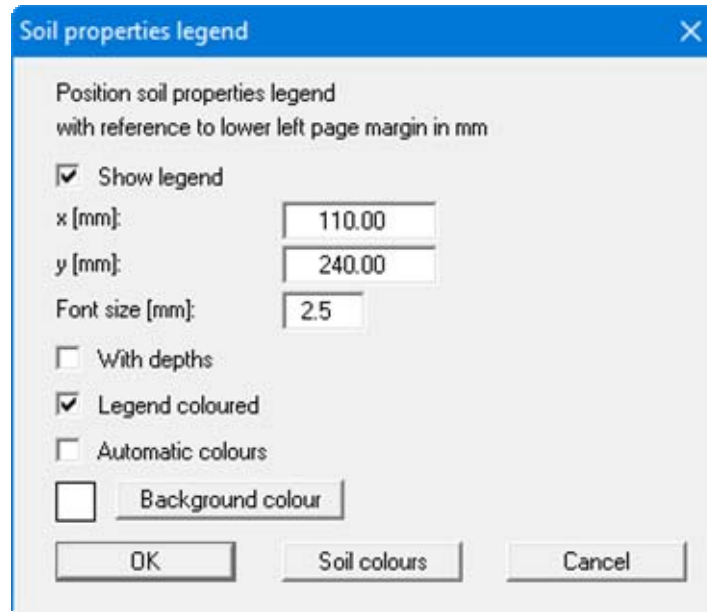 Soil properties legend
Position soil properties legend
with reference to lower left page margin in mm
Show legend
x [mm]: 110.00
y [mm]: 240.00
Font size [mm]: 2.5
With depths
Legend coloured
Automatic colours
Background colour
OK Soil colours Cancel